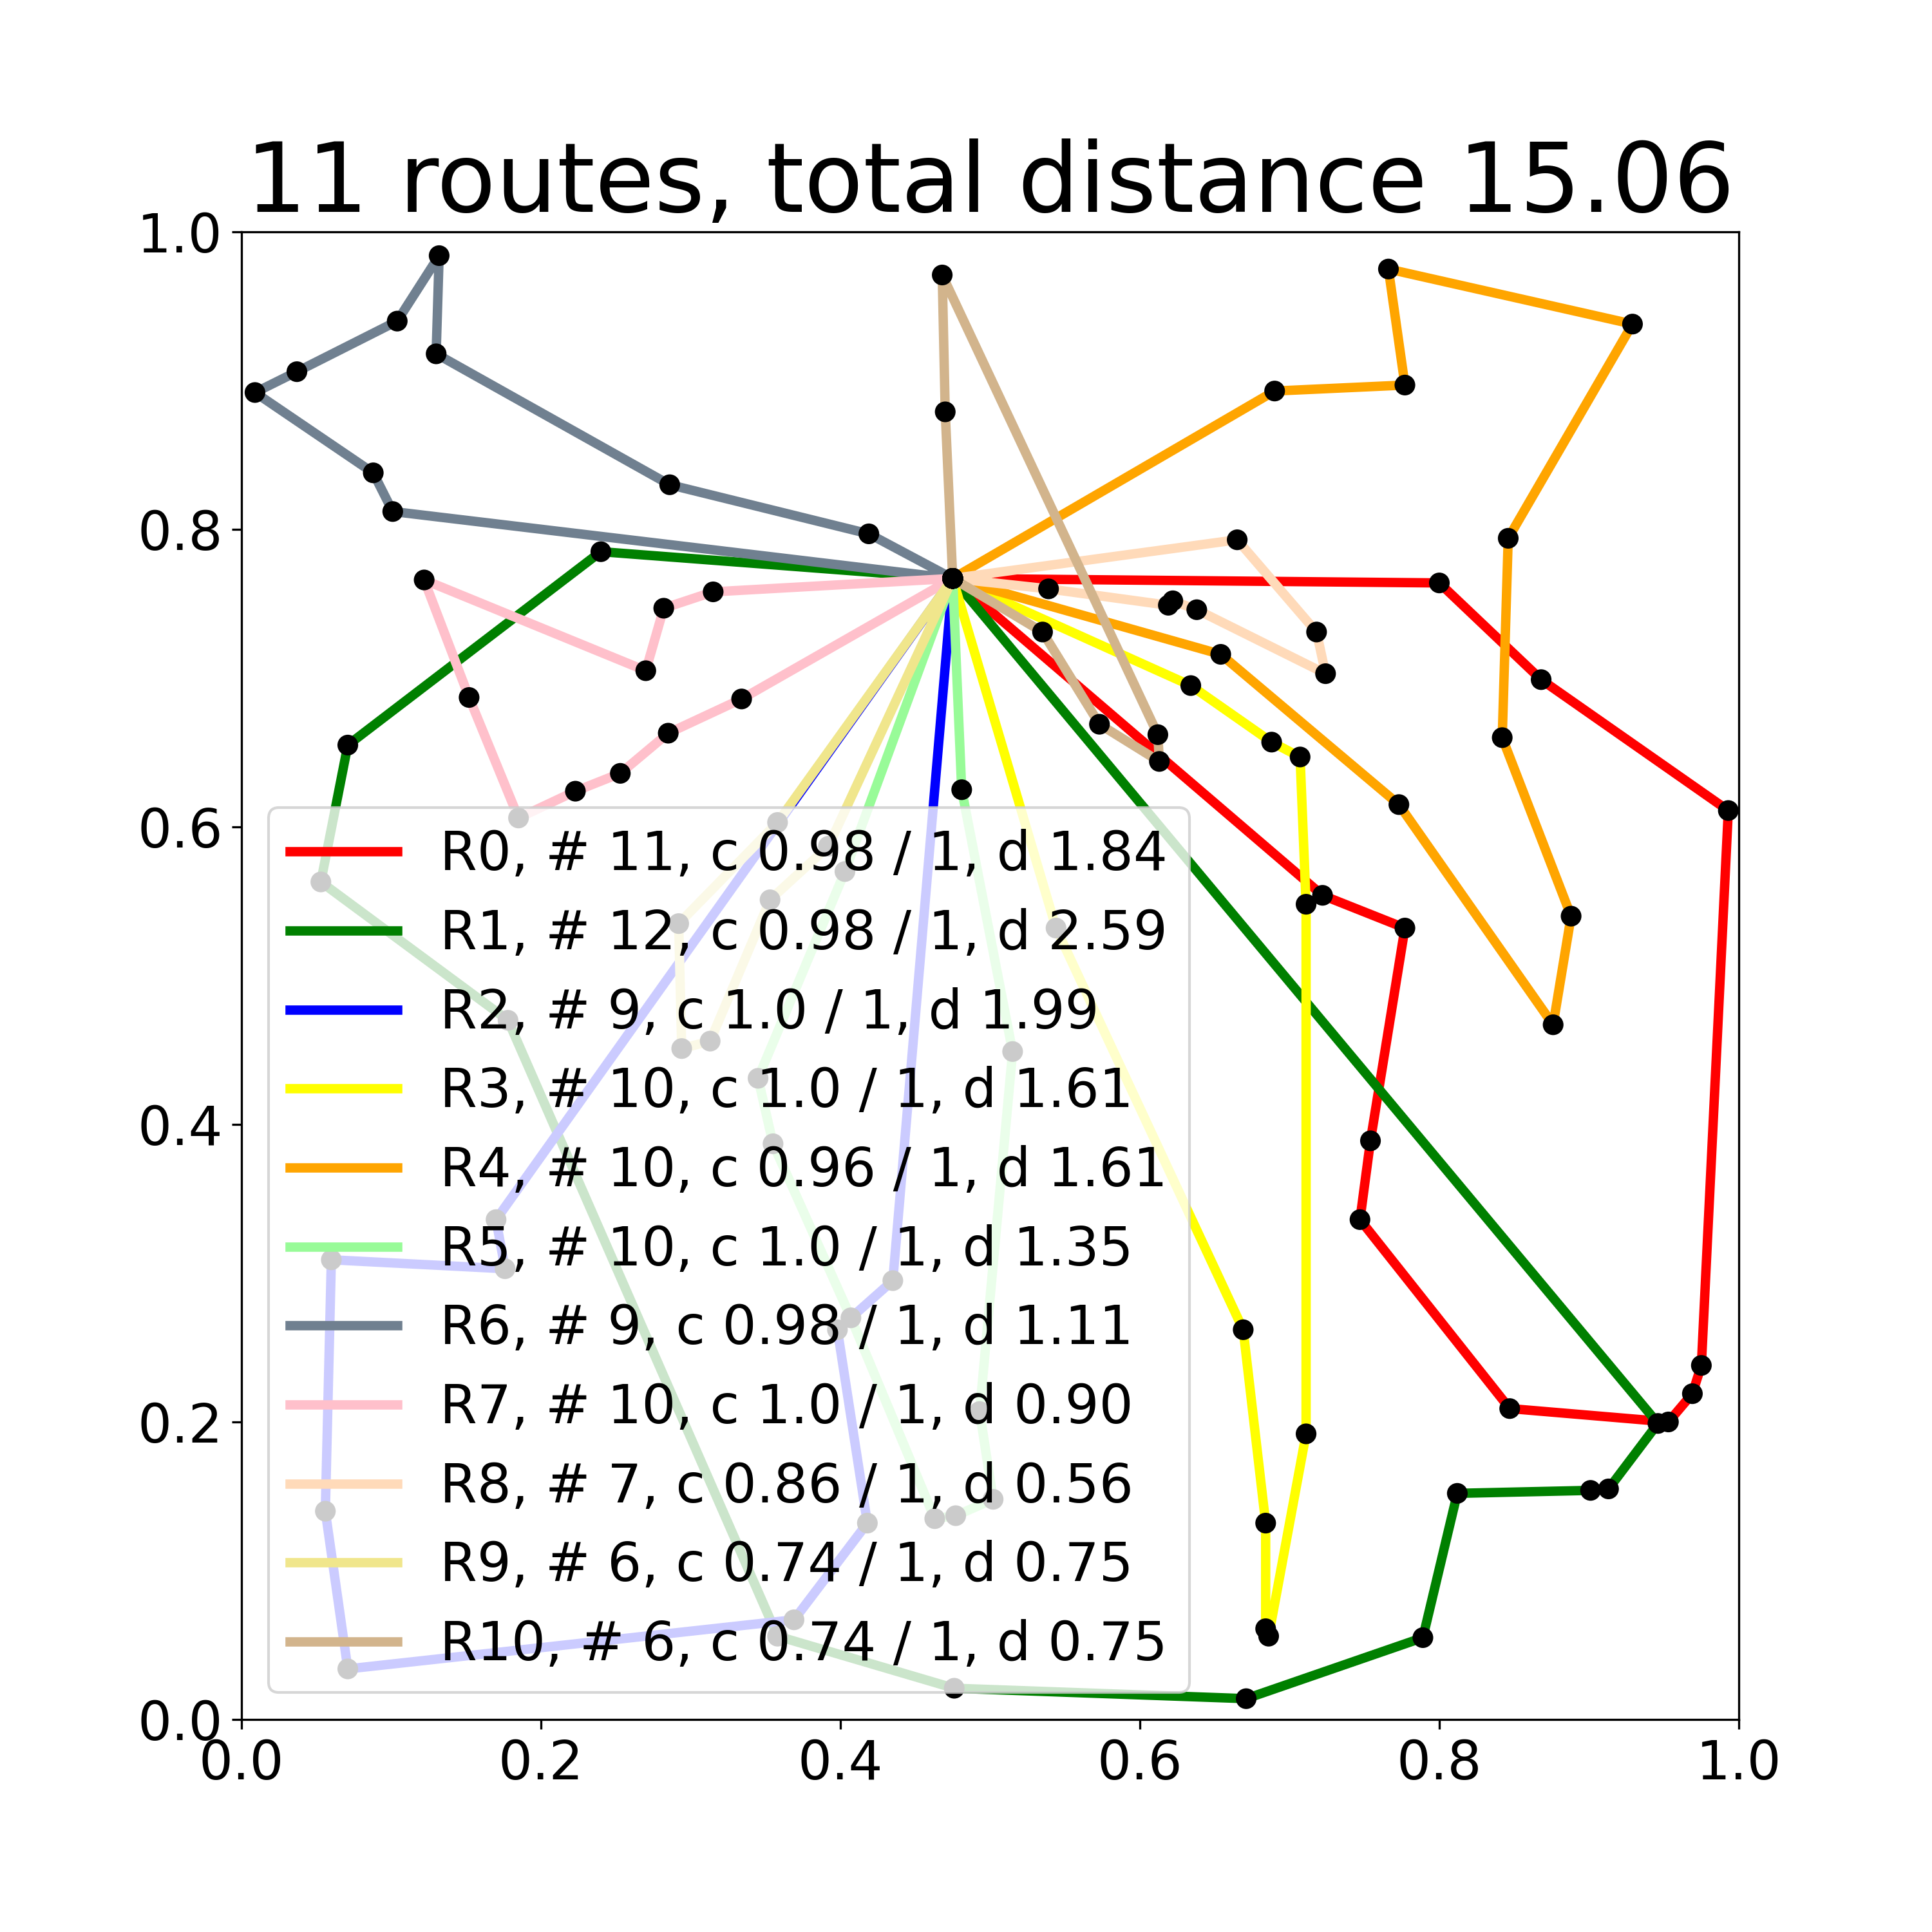 11 routes, total distance 15.06
1.0
0.8
0.6
0.4
0.2
0.0
0.0 0.2 0.4 0.6 0.8 1.0
R0, # 11, c 0.98 / 1, d 1.84
R1, # 12, c 0.98 / 1, d 2.59
R2, # 9, c 1.0 / 1, d 1.99
R3, # 10, c 1.0 / 1, d 1.61
R4, # 10, c 0.96 / 1, d 1.61
R5, # 10, c 1.0 / 1, d 1.35
R6, # 9, c 0.98 / 1, d 1.11
R7, # 10, c 1.0 / 1, d 0.90
R8, # 7, c 0.86 / 1, d 0.56
R9, # 6, c 0.74 / 1, d 0.75
R10, # 6, c 0.74 / 1, d 0.75